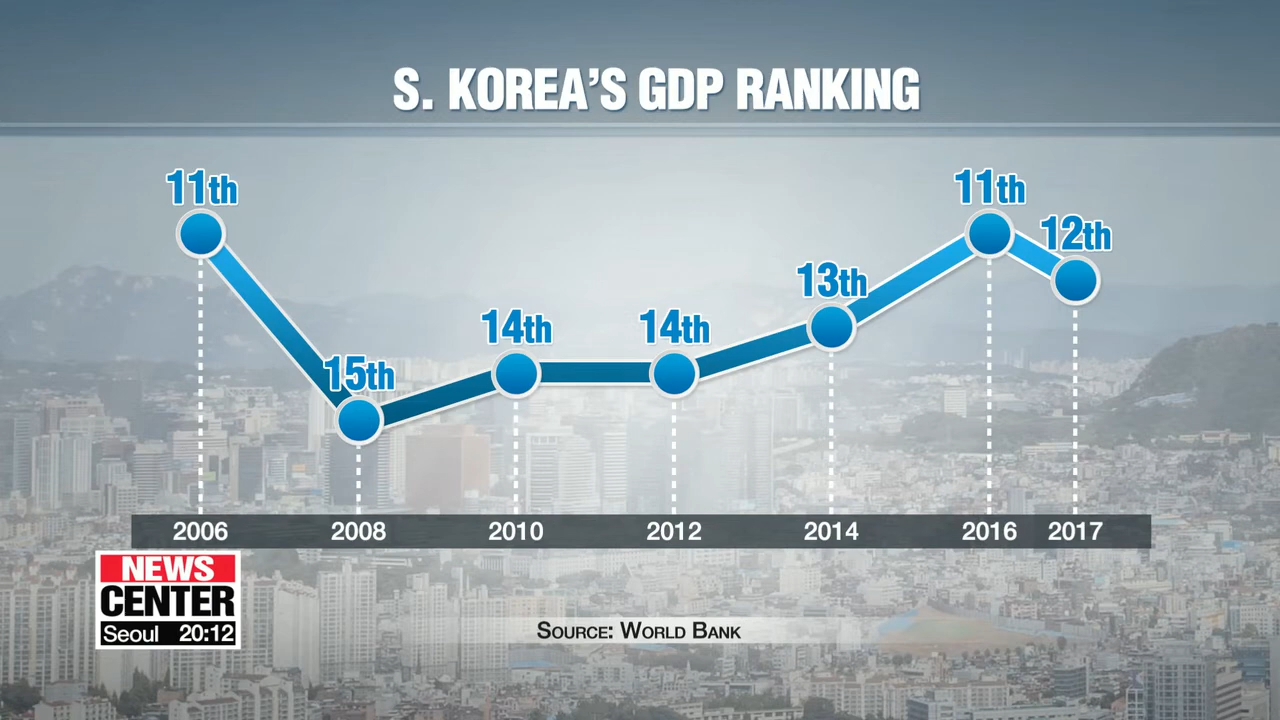 S. KOREA'S GDP RANKING
11th
15th
14th
14th
13th
11th
12th
2006 2008 2010 2012 2014 2016 2017
NEWS
CENTER
Seoul 20:12
SOURCE: WORLD BANK